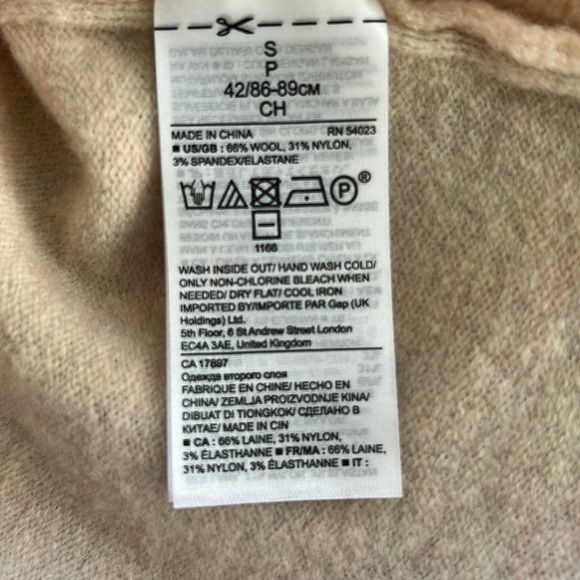 S
P
42/86-89CM
CH
MADE IN CHINA RN 54023
■ US/GB : 66% WOOL, 31% NYLON,
3% SPANDEX/ELASTANE
P ®
1166
WASH INSIDE OUT/ HAND WASH COLD/
ONLY NON-CHLORINE BLEACH WHEN
NEEDED/ DRY FLAT/ COOL IRON
IMPORTED BY/IMPORTE PAR Gap (UK
Holdings) Ltd.
5th Floor, 6 St Andrew Street London
EC4A 3AE, United Kingdom
CA 17897
Одежда второго слоя
FABRIQUE EN CHINE/ HECHO EN
CHINA/ ZEMLJA PROIZVODNJE KINA/
DIBUAT DI TIONGKOK/ СДЕЛАНО В
КИТАЕ/ MADE IN CIN
■ CA : 66% LAINE, 31% NYLON,
3% ÉLASTHANNE ■ FR/MA : 66% LAINE,
31% NYLON, 3% ÉLASTHANNE ■ IT :